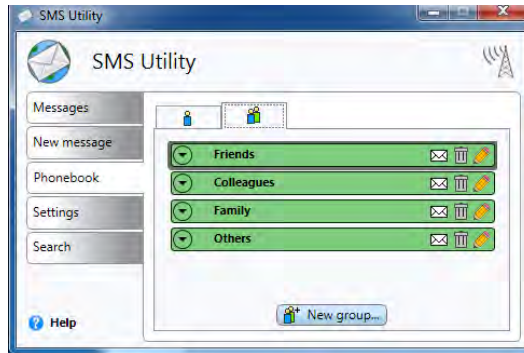 SMS Utility
SMS Utility
Messages
New message
Phonebook
Settings
Search
Help
Friends
Colleagues
Family
Others
New group...